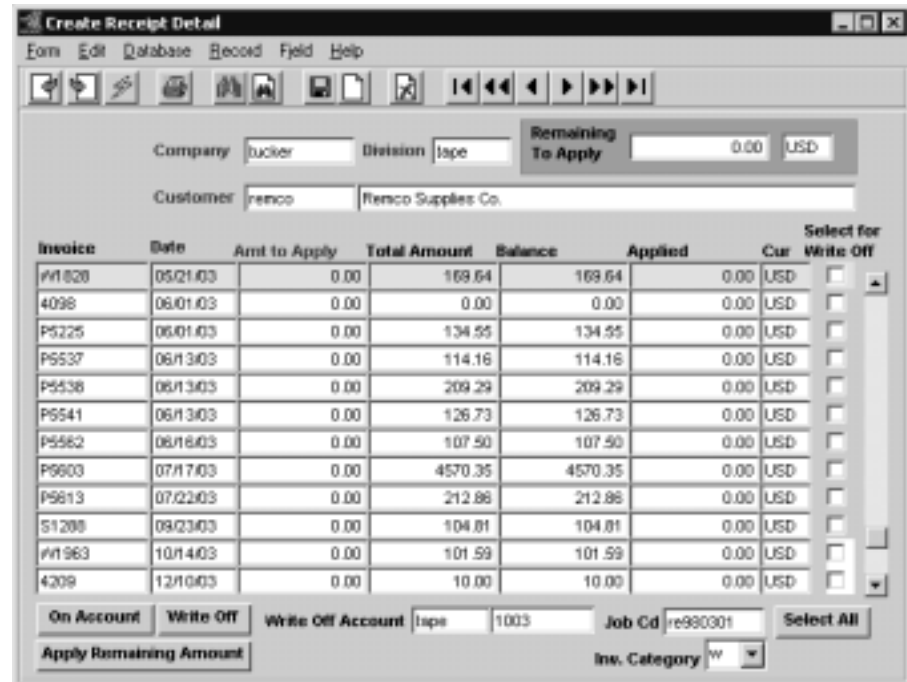 Create Receipt Detail
Form Edit Database Record Field Help
Company tucker Division tape Remaining To Apply 0.00 USD
Customer remco Remco Supplies Co.
Invoice Date Amt to Apply Total Amount Balance Applied Cur Select for Write Off
W1828 05/21/03 0.00 169.64 169.64 0.00 USD
4098 06/01/03 0.00 0.00 0.00 0.00 USD
P5225 06/01/03 0.00 134.55 134.55 0.00 USD
P5537 06/13/03 0.00 114.16 114.16 0.00 USD
P5538 06/13/03 0.00 209.29 209.29 0.00 USD
P5541 06/13/03 0.00 126.73 126.73 0.00 USD
P5562 06/16/03 0.00 107.50 107.50 0.00 USD
P5603 07/17/03 0.00 4570.35 4570.35 0.00 USD
P5613 07/22/03 0.00 212.86 212.86 0.00 USD
S1288 09/23/03 0.00 104.81 104.81 0.00 USD
W1963 10/14/03 0.00 101.59 101.59 0.00 USD
4209 12/10/03 0.00 10.00 10.00 0.00 USD
On Account Write Off Write Off Account tape 1003 Job Cd re980301 Select All
Apply Remaining Amount Inv. Category W